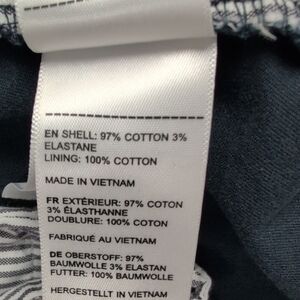 EN SHELL: 97% COTTON 3%
ELASTANE
LINING: 100% COTTON
MADE IN VIETNAM
FR EXTÉRIEUR: 97% COTON
3% ÉLASTHANNE
DOUBLURE: 100% COTON
FABRIQUÉ AU VIETNAM
DE OBERSTOFF: 97%
BAUMWOLLE 3% ELASTAN
FUTTER: 100% BAUMWOLLE
HERGESTELLT IN VIETNAM